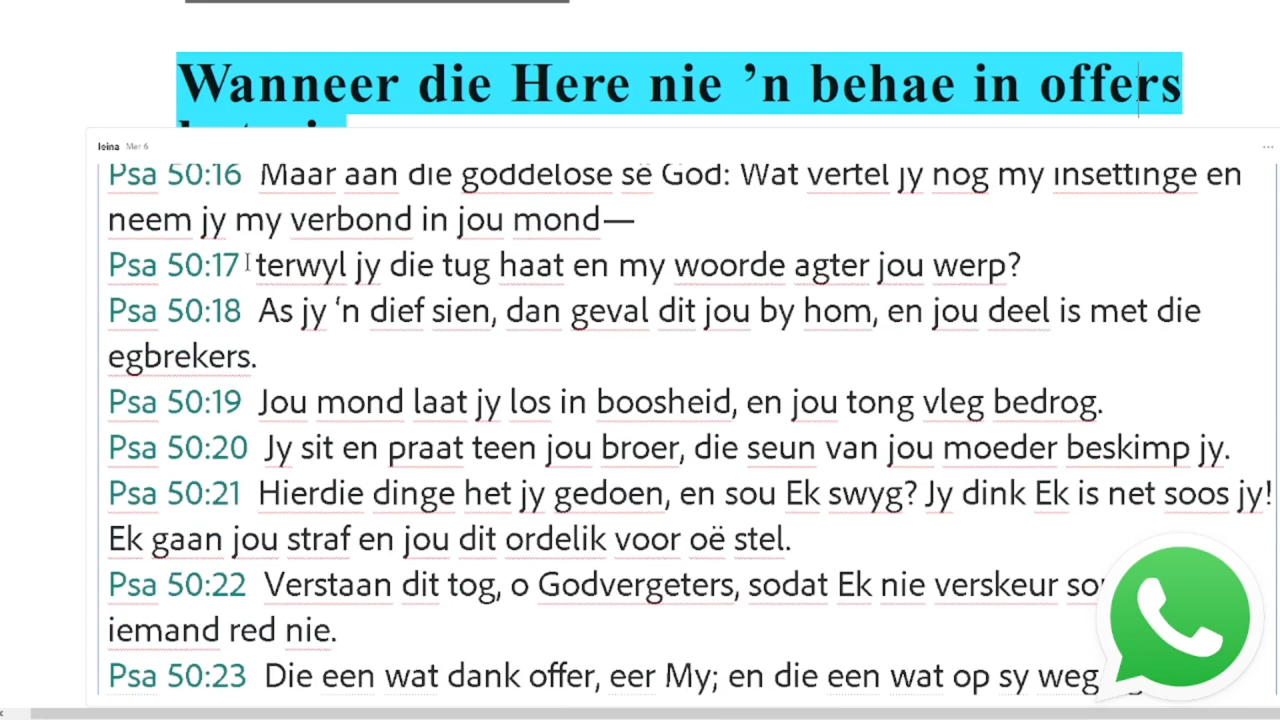 Wanneer die Here nie ’n behae in offers
leina Mar 6
Psa 50:16 Maar aan die goddelose sê God: Wat vertel jy nog my insettinge en
neem jy my verbond in jou mond—
Psa 50:17 terwyl jy die tug haat en my woorde agter jou werp?
Psa 50:18 As jy ‘n dief sien, dan geval dit jou by hom, en jou deel is met die
egbrekers.
Psa 50:19 Jou mond laat jy los in boosheid, en jou tong vleg bedrog.
Psa 50:20 Jy sit en praat teen jou broer, die seun van jou moeder beskimp jy.
Psa 50:21 Hierdie dinge het jy gedoen, en sou Ek swyg? Jy dink Ek is net soos jy!
Ek gaan jou straf en jou dit ordelik voor oë stel.
Psa 50:22 Verstaan dit tog, o Godvergeters, sodat Ek nie verskeur
iemand red nie.
Psa 50:23 Die een wat dank offer, eer My; en die een wat op sy weg